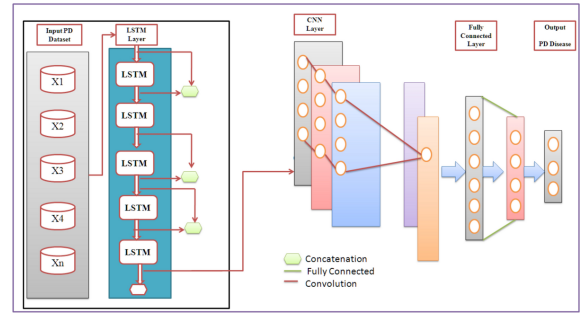 Input PD
Dataset
LSTM
Layer
CNN
Layer
Fully
Connected
Layer
Output
PD Disease
X1
X2
X3
X4
Xn
LSTM
LSTM
LSTM
LSTM
LSTM
Concatenation
Fully Connected
Convolution